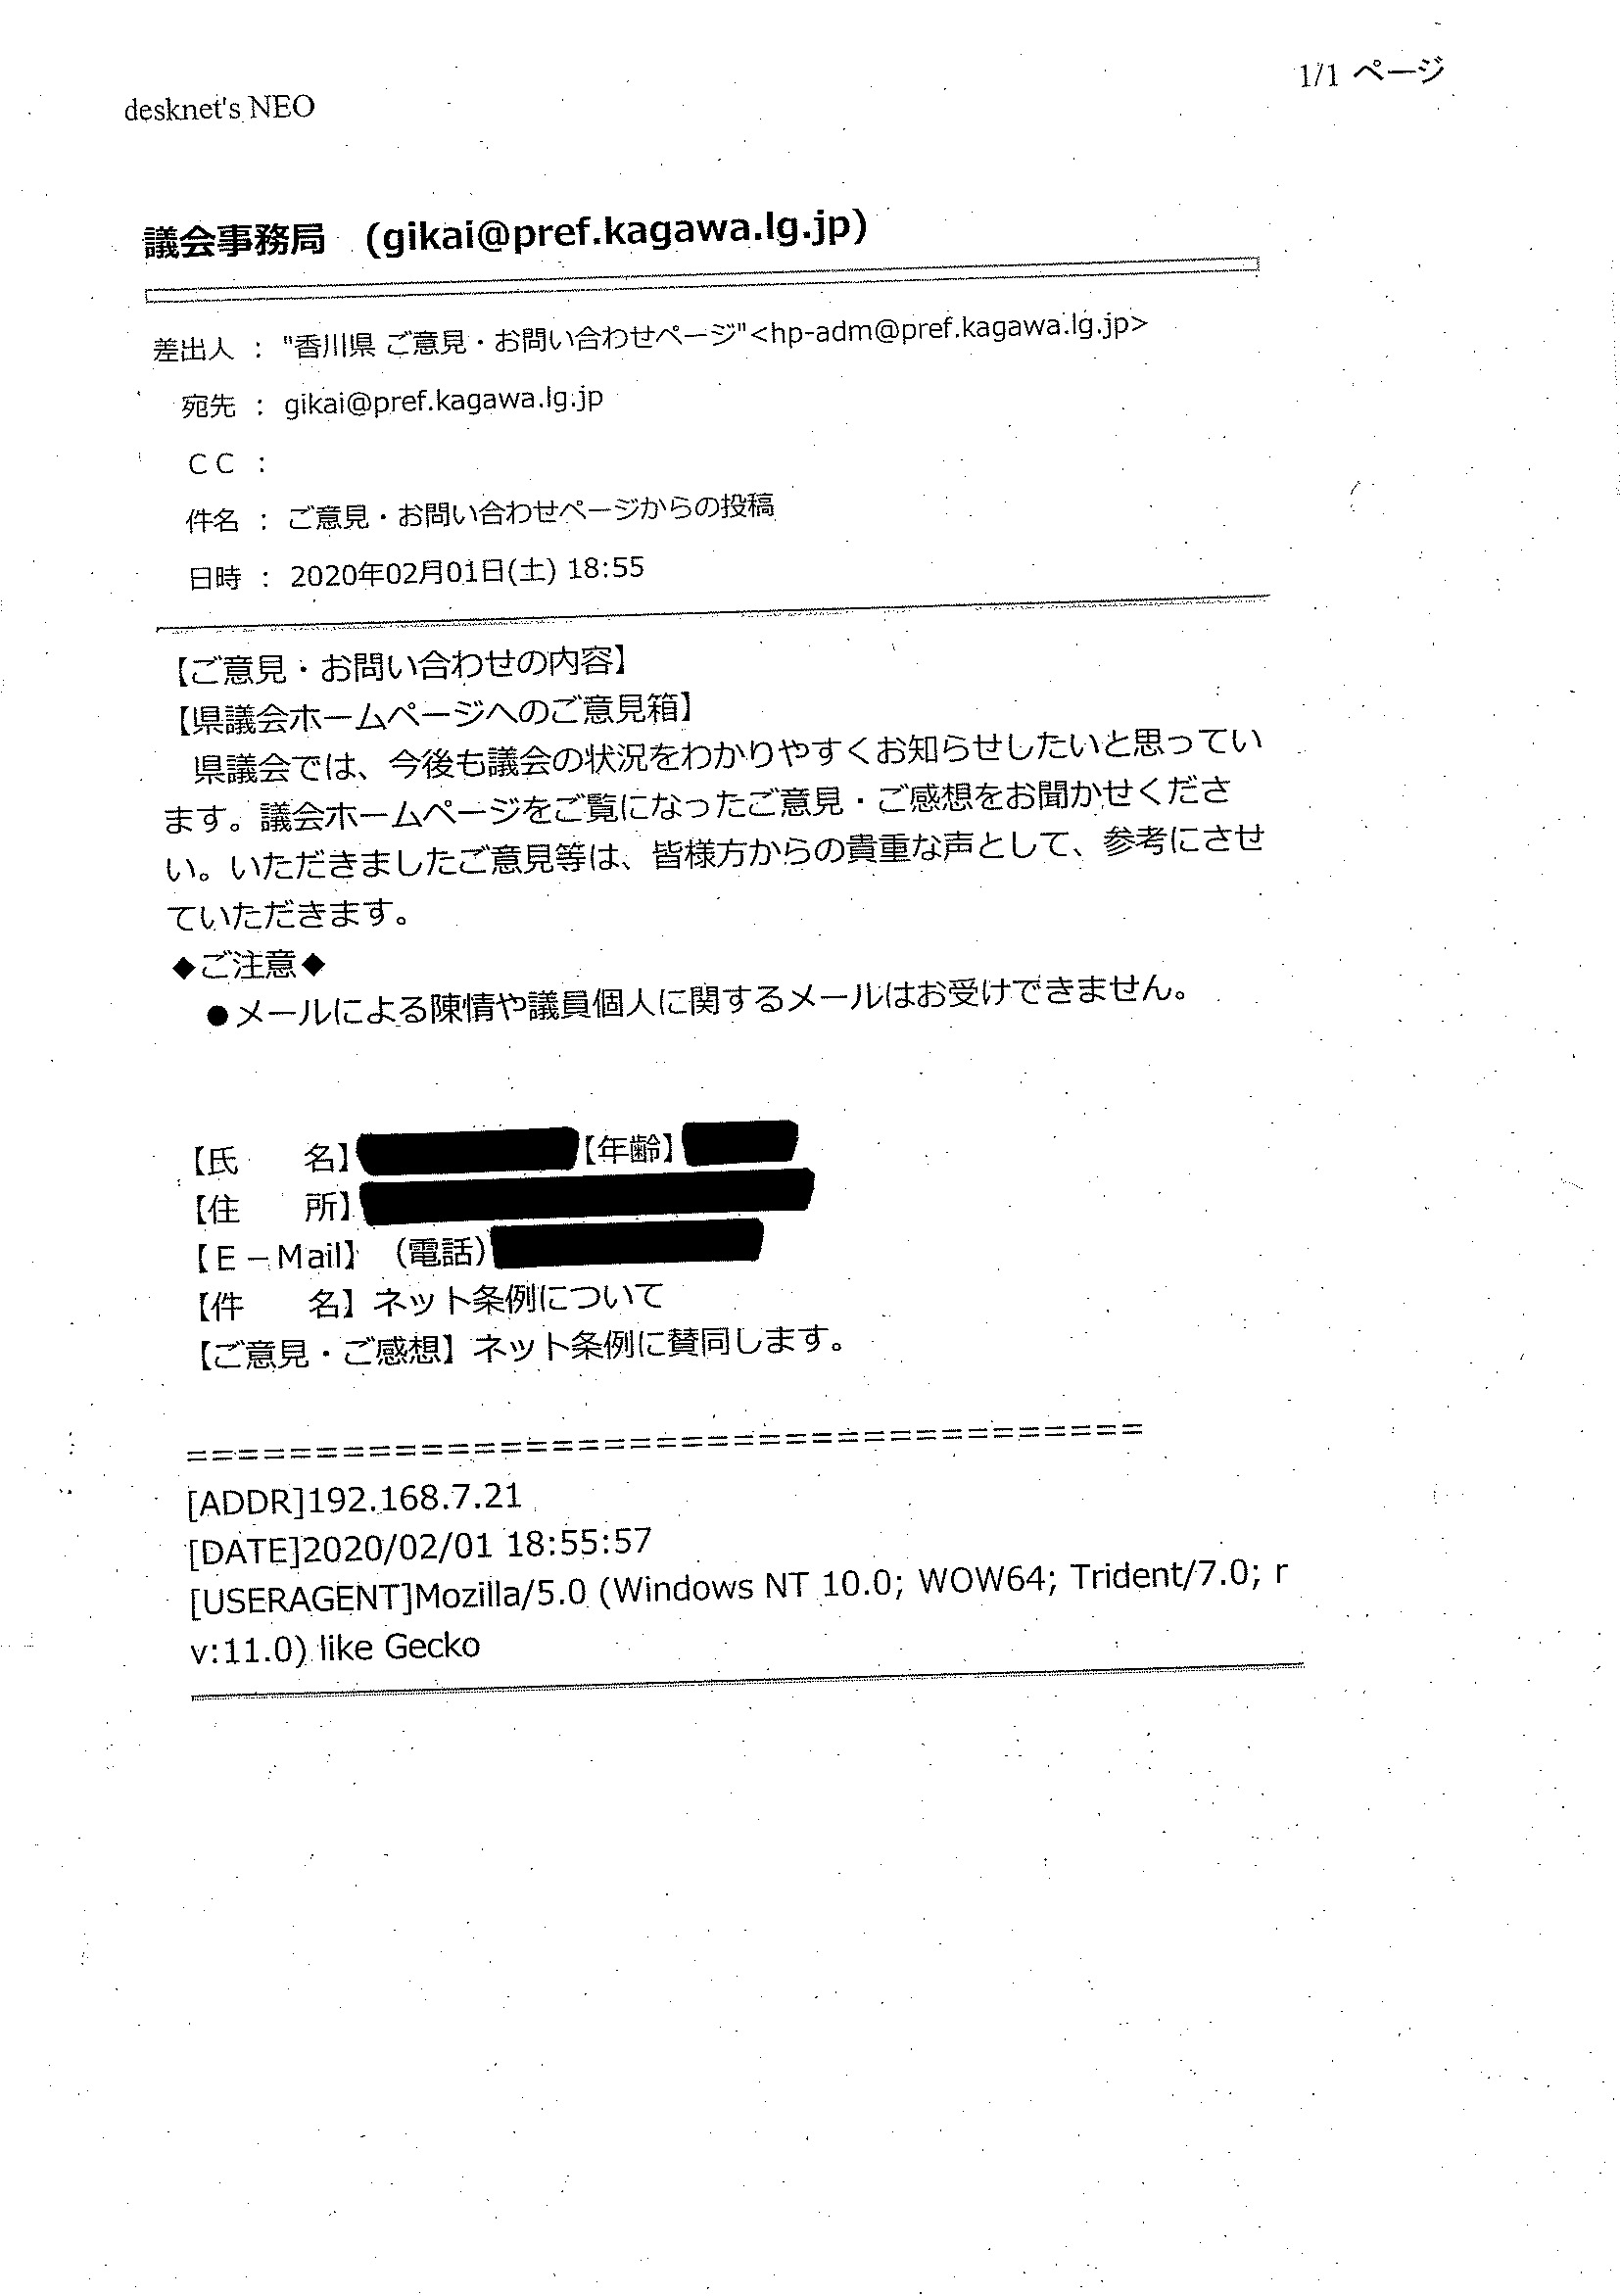 1/1 ページ
desknet's NEO
議会事務局 (gikai@pref.kagawa.lg.jp)
差出人 : "香川県 ご意見・お問い合わせページ"<hp-adm@pref.kagawa.lg.jp>
宛先 : gikai@pref.kagawa.lg.jp
CC :
件名 : ご意見・お問い合わせページからの投稿
日時 : 2020年02月01日(土) 18:55
【ご意見・お問い合わせの内容】
【県議会ホームページへのご意見箱】
県議会では、今後も議会の状況をわかりやすくお知らせしたいと思ってい
ます。議会ホームページをご覧になったご意見・ご感想をお聞かせくださ
い。いただきましたご意見等は、皆様方からの貴重な声として、参考にさせ
ていただきます。
◆ご注意◆
●メールによる陳情や議員個人に関するメールはお受けできません。
【氏　　名】【年齢】
【住　　所】
【E－Mail】（電話）
【件　　名】ネット条例について
【ご意見・ご感想】ネット条例に賛同します。
=====================================
[ADDR]192.168.7.21
[DATE]2020/02/01 18:55:57
[USERAGENT]Mozilla/5.0 (Windows NT 10.0; WOW64; Trident/7.0; r
v:11.0) like Gecko